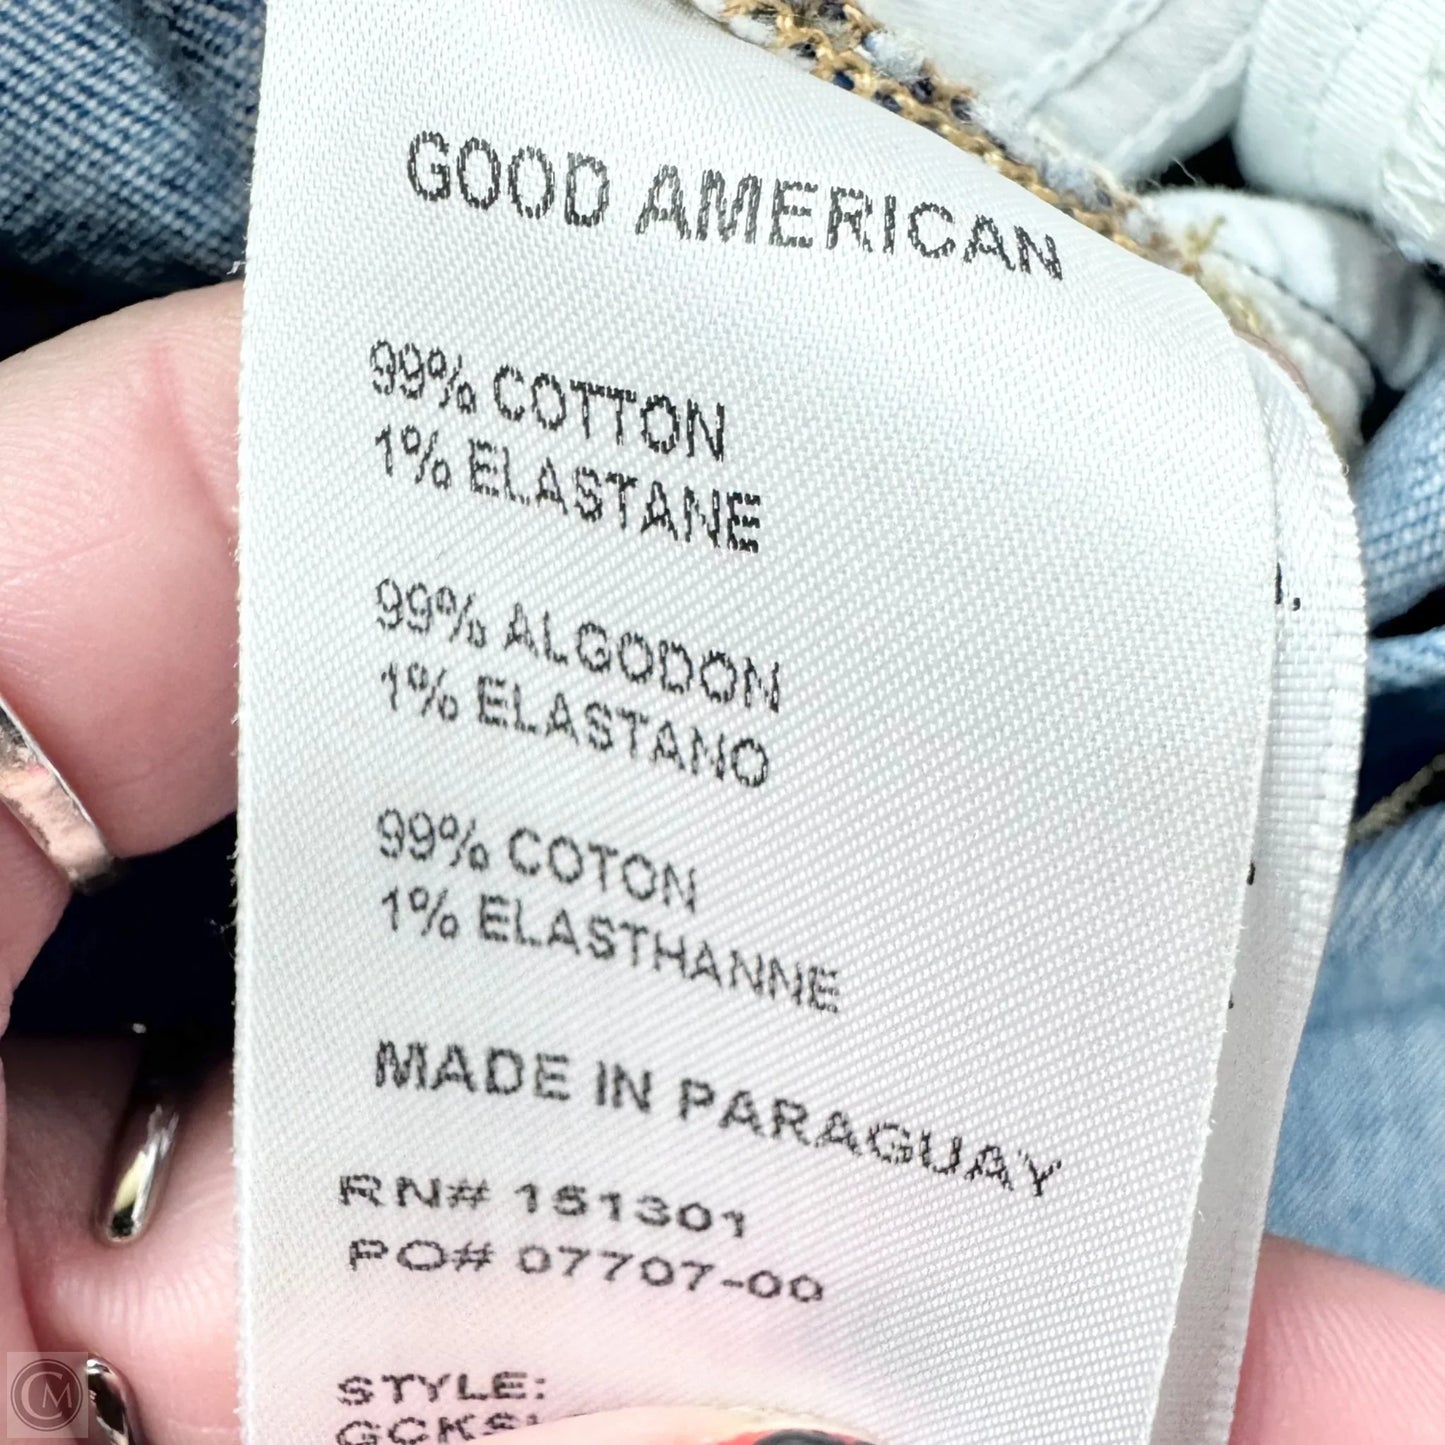 GOOD AMERICAN
99% COTTON
1% ELASTANE
99% ALGODON
1% ELASTANO
99% COTON
1% ELASTHANNE
MADE IN PARAGUAY
RN# 151301
PO# 07707-00
STYLE: